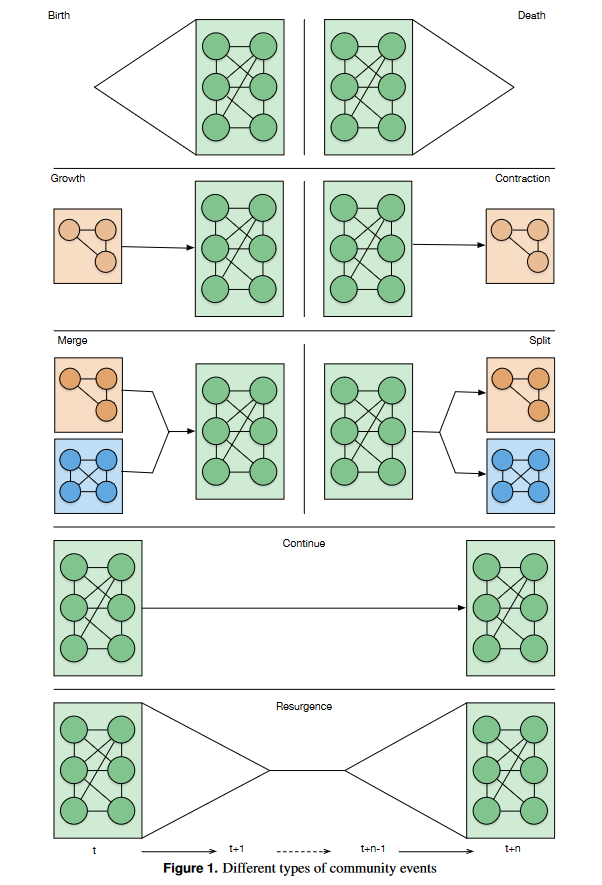 Birth
Death
Growth
Contraction
Merge
Split
Continue
Resurgence
t
t+1
t+n-1
t+n
Figure 1. Different types of community events